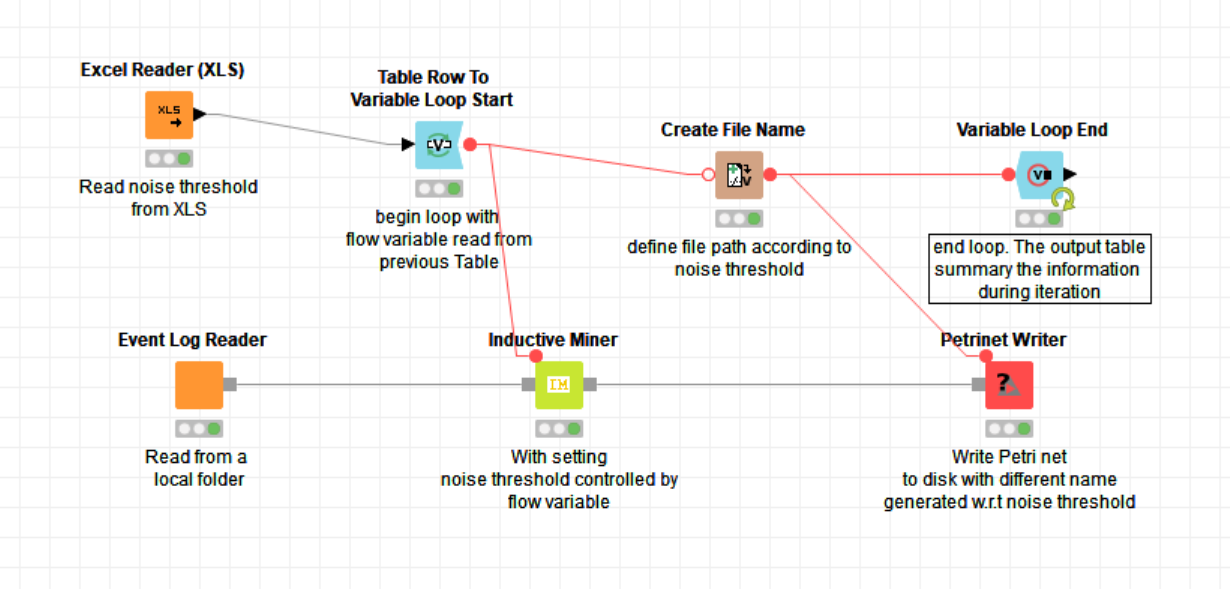 Excel Reader (XLS)
XLS
Read noise threshold
from XLS
Table Row To
Variable Loop Start
V
begin loop with
flow variable read from
previous Table
Create File Name
V
define file path according to
noise threshold
Variable Loop End
V
end loop. The output table
summary the information
during iteration
Event Log Reader
Read from a
local folder
Inductive Miner
IM
With setting
noise threshold controlled by
flow variable
Petrinet Writer
?
Write Petri net
to disk with different name
generated w.r.t noise threshold